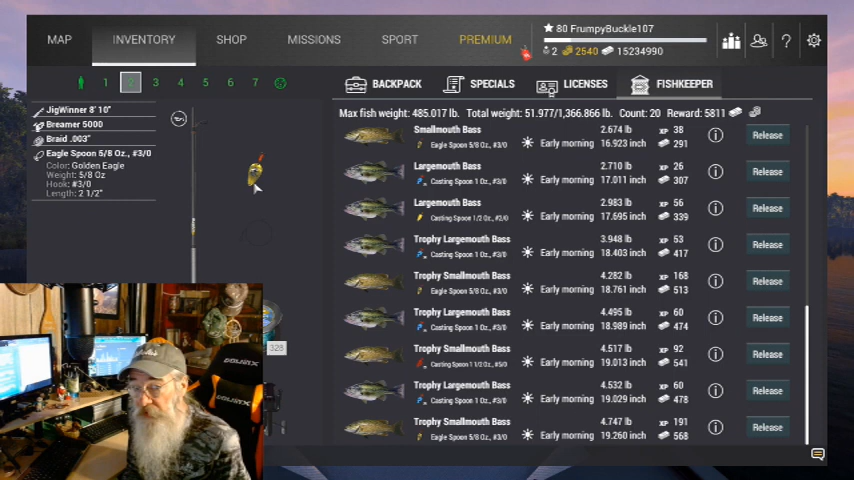 MAP INVENTORY SHOP MISSIONS SPORT PREMIUM
80 FrumpyBuckle107
2 2540 15234990
1 2 3 4 5 6 7
BACKPACK SPECIALS LICENSES FISHKEEPER
JigWinner 8' 10"
Breamer 5000
Braid .003"
Eagle Spoon 5/8 Oz., #3/0
Color: Golden Eagle
Weight: 5/8 Oz
Hook: #3/0
Length: 2 1/2"
328
Max fish weight: 485.017 lb. Total weight: 51.977/1,366.866 lb. Count: 20 Reward: 5811
Smallmouth Bass 2.674 lb XP 38
Eagle Spoon 5/8 Oz., #3/0 Early morning 16.923 inch 291 Release
Largemouth Bass 2.710 lb XP 26
Casting Spoon 1 Oz., #3/0 Early morning 17.011 inch 307 Release
Largemouth Bass 2.983 lb XP 56
Casting Spoon 1/2 Oz., #2/0 Early morning 17.695 inch 339 Release
Trophy Largemouth Bass 3.948 lb XP 53
Casting Spoon 1 Oz., #3/0 Early morning 18.403 inch 417 Release
Trophy Smallmouth Bass 4.282 lb XP 168
Eagle Spoon 5/8 Oz., #3/0 Early morning 18.761 inch 513 Release
Trophy Largemouth Bass 4.495 lb XP 60
Casting Spoon 1 Oz., #3/0 Early morning 18.989 inch 474 Release
Trophy Smallmouth Bass 4.517 lb XP 92
Casting Spoon 1 1/2 Oz., #5/0 Early morning 19.013 inch 541 Release
Trophy Largemouth Bass 4.532 lb XP 60
Casting Spoon 1 Oz., #3/0 Early morning 19.029 inch 478 Release
Trophy Smallmouth Bass 4.747 lb XP 191
Eagle Spoon 5/8 Oz., #3/0 Early morning 19.260 inch 568 Release